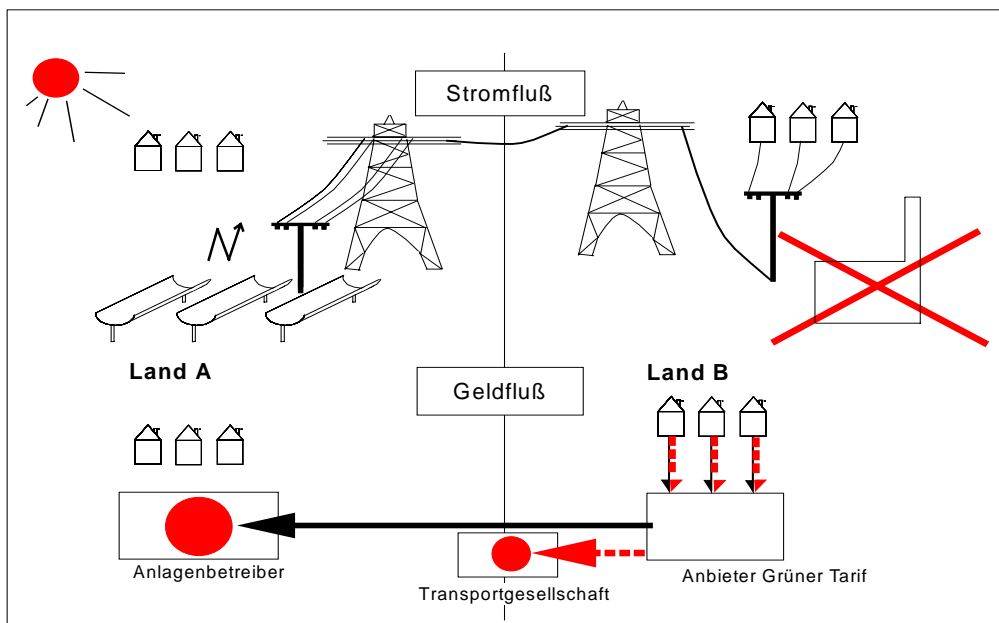 Stromfluß
Land A
Land B
Geldfluß
Anlagenbetreiber
Transportgesellschaft
Anbieter Grüner Tarif